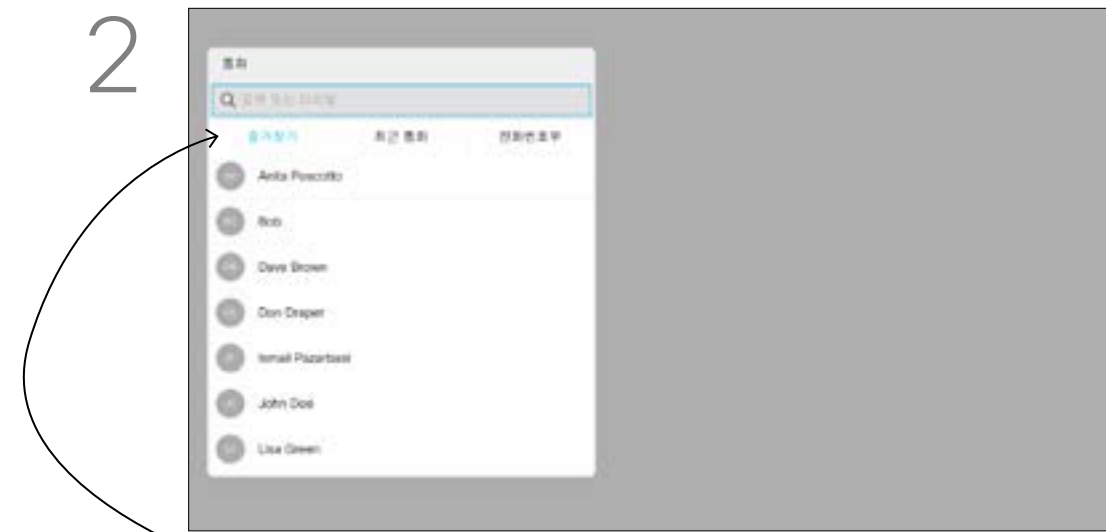 2
통화
검색 또는 다이얼
즐겨찾기 최근 통화 전화번호부
Anita Pescotto
Bob
Dave Brown
Don Draper
Ismail Pazarbasi
John Doe
Lisa Green